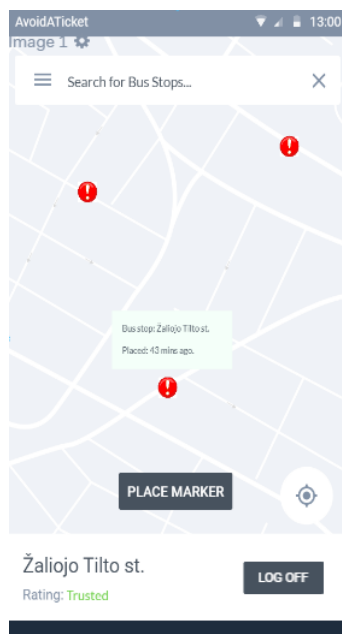 AvoidATicket 13:00
Image 1
Search for Bus Stops...
Bus stop: Žaliojo Tilto st.
Placed: 43 mins ago.
PLACE MARKER
Žaliojo Tilto st.
LOG OFF
Rating: Trusted